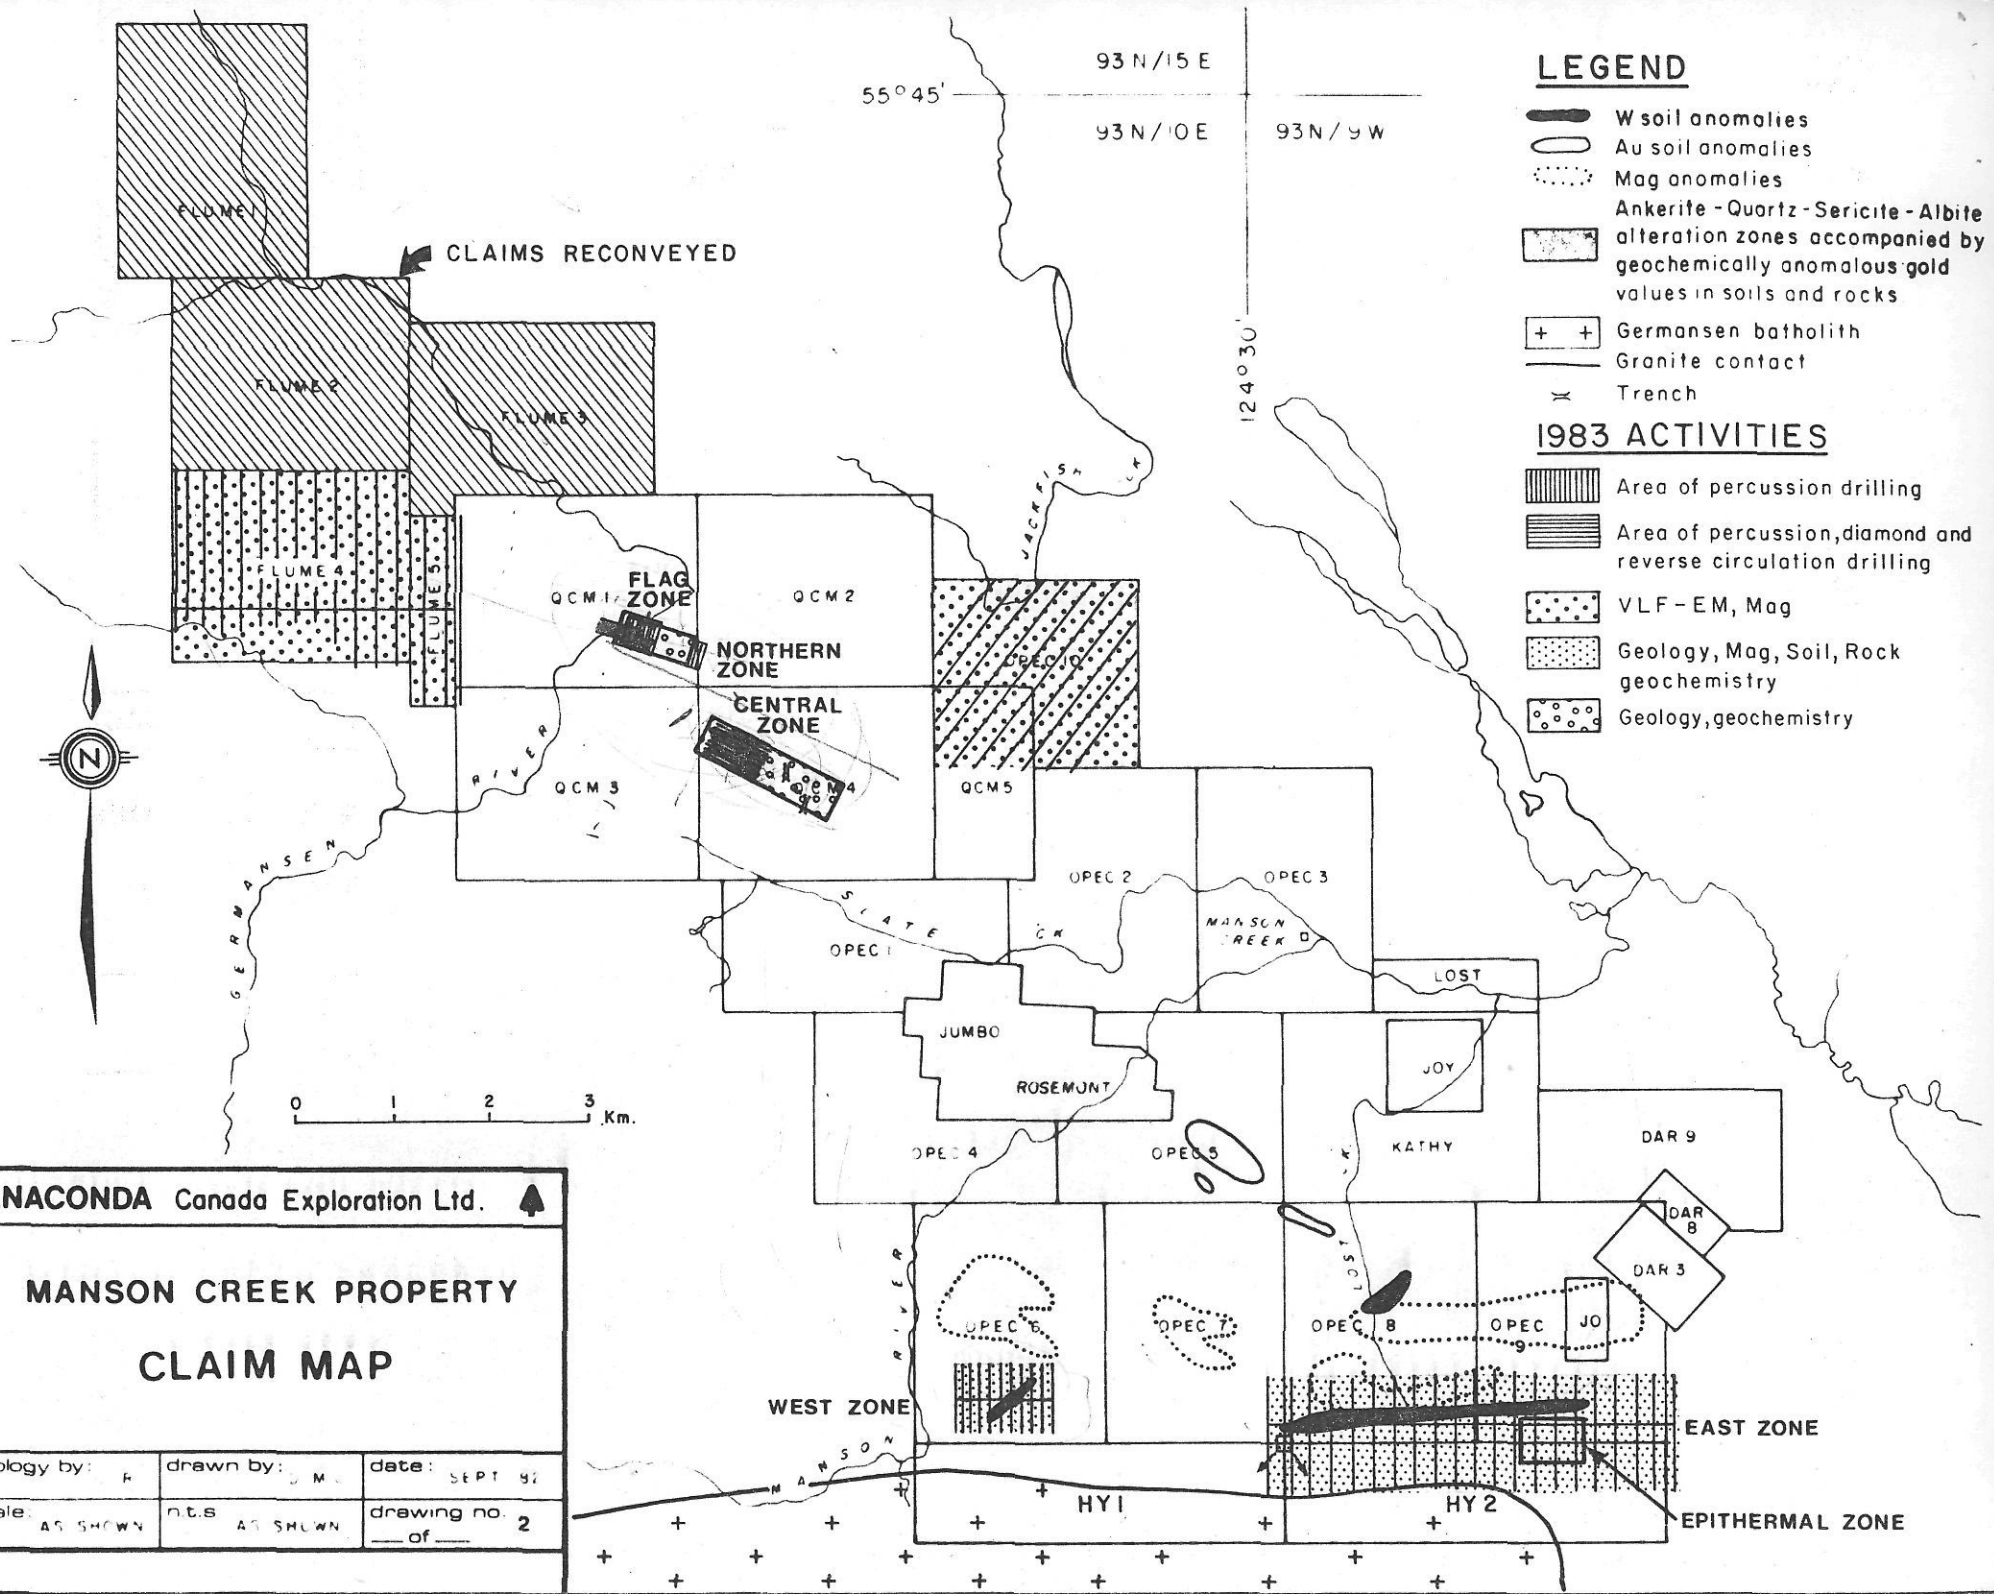 93 N/15 E
55°45'
93 N/10 E
93 N/9 W
124°30'
LEGEND
W soil anomalies
Au soil anomalies
Mag anomalies
Ankerite - Quartz - Sericite - Albite
alteration zones accompanied by
geochemically anomalous gold
values in soils and rocks
+ + Germansen batholith
Granite contact
Trench
1983 ACTIVITIES
Area of percussion drilling
Area of percussion, diamond and
reverse circulation drilling
VLF - EM, Mag
Geology, Mag, Soil, Rock
geochemistry
Geology, geochemistry
FLUME 1
CLAIMS RECONVEYED
FLUME 2
FLUME 3
FLUME 4
FLUME 5
JACKFISH CK
QCM 1
FLAG
ZONE
QCM 2
NORTHERN
ZONE
OPEC 10
CENTRAL
ZONE
N
RIVER
QCM 3
QCM 4
QCM 5
GERMANSEN
OPEC 2
OPEC 3
SLATE CK
MANSON
CREEK
OPEC 1
LOST
JUMBO
ROSEMONT
JOY
0 1 2 3 Km.
OPEC 4
OPEC 5
KATHY
DAR 9
DAR
8
DAR 3
LOST CK.
RIVER
OPEC 6
OPEC 7
OPEC 8
OPEC
9
JO
WEST ZONE
EAST ZONE
MANSON
HY 1
HY 2
EPITHERMAL ZONE
NACONDA Canada Exploration Ltd.
MANSON CREEK PROPERTY
CLAIM MAP
ology by: R
drawn by: M.
date: SEPT 82
ale: AS SHOWN
n.t.s AS SHOWN
drawing no. 2
__ of __